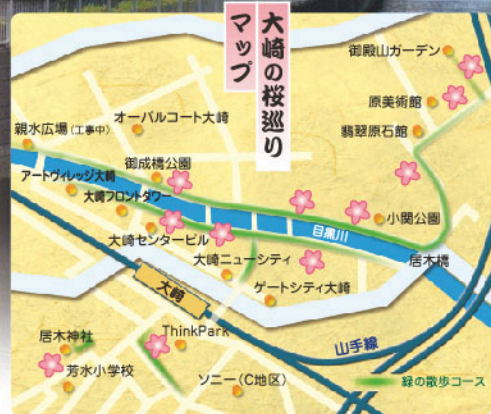 大崎の桜巡り
マップ
御殿山ガーデン
原美術館
翡翠原石館
オーバルコート大崎
親水広場(工事中)
御成橋公園
アートヴィレッジ大崎
大崎フロントタワー
小関公園
大崎センタービル
目黒川
大崎ニューシティ
居木橋
大崎
ゲートシティ大崎
居木神社
ThinkPark
山手線
芳水小学校
ソニー(C地区)
緑の散歩コース